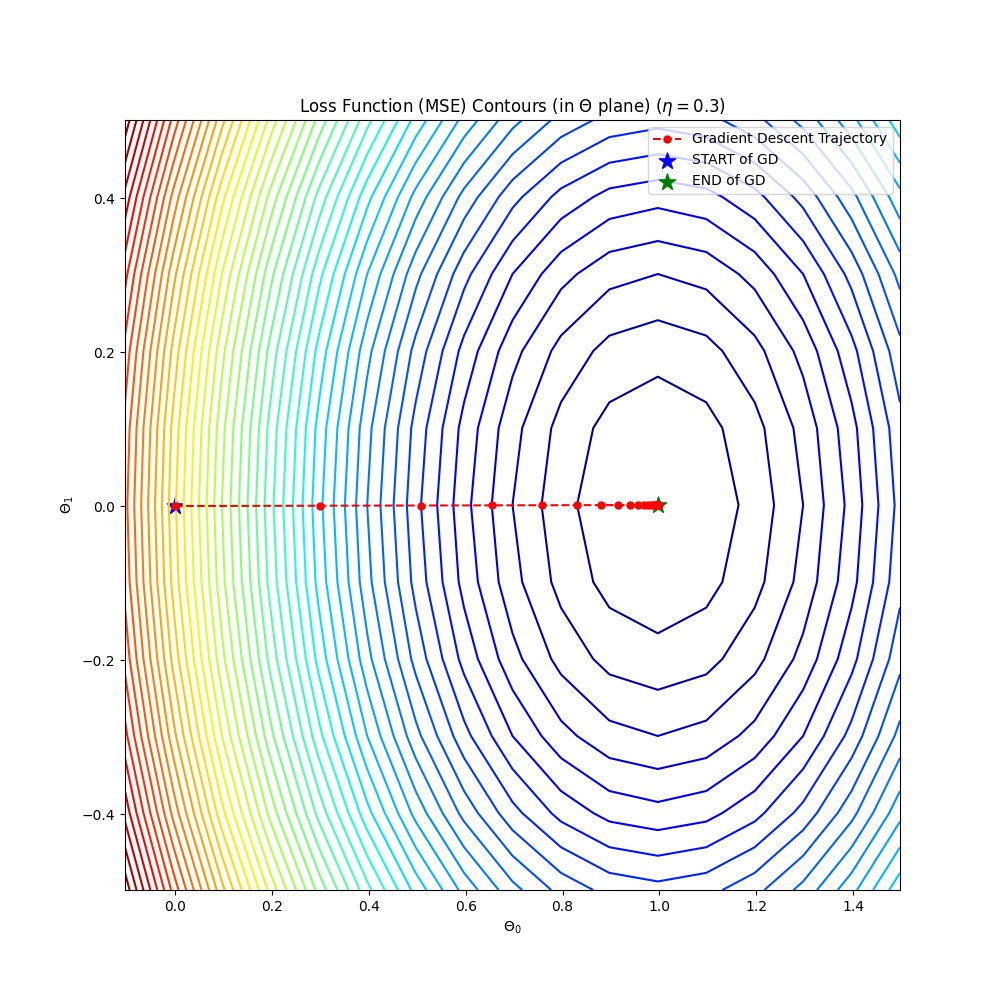 Loss Function (MSE) Contours (in Θ plane) (η = 0.3)
Gradient Descent Trajectory
START of GD
END of GD
0.4
0.2
0.0
−0.2
−0.4
Θ₁
0.0 0.2 0.4 0.6 0.8 1.0 1.2 1.4
Θ₀